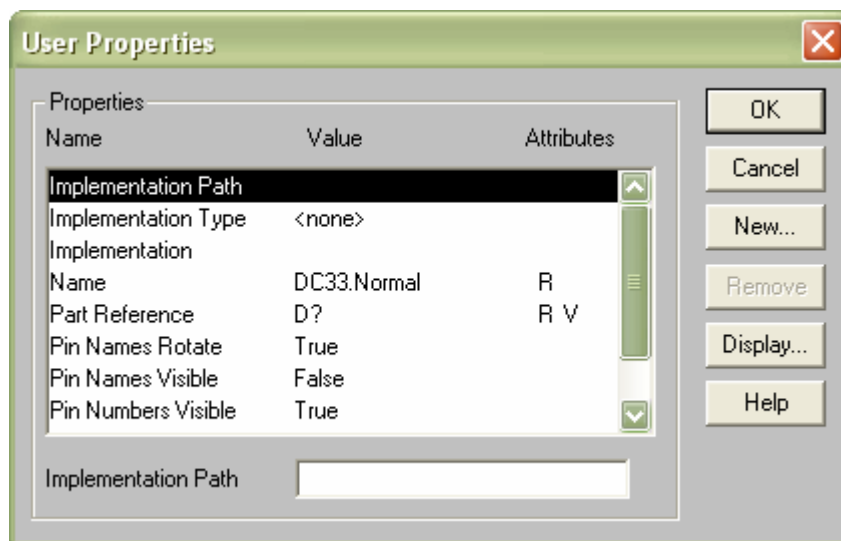 User Properties
Properties
Name Value Attributes
Implementation Path
Implementation Type <none>
Implementation
Name DC33.Normal R
Part Reference D? R V
Pin Names Rotate True
Pin Names Visible False
Pin Numbers Visible True
Implementation Path
OK
Cancel
New...
Remove
Display...
Help